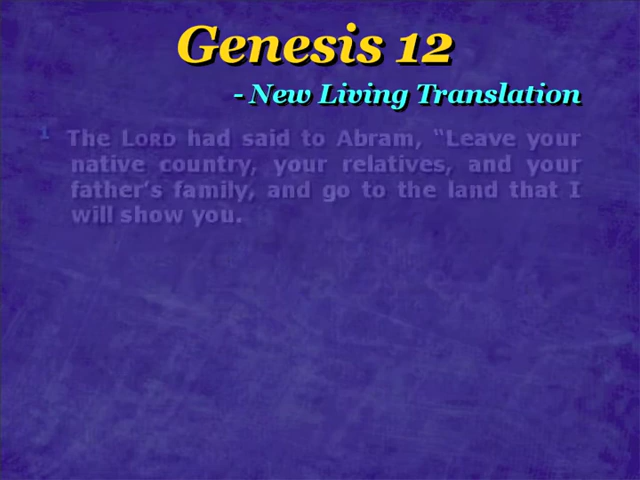 Genesis 12
- New Living Translation
1 The LORD had said to Abram, “Leave your
native country, your relatives, and your
father’s family, and go to the land that I
will show you.